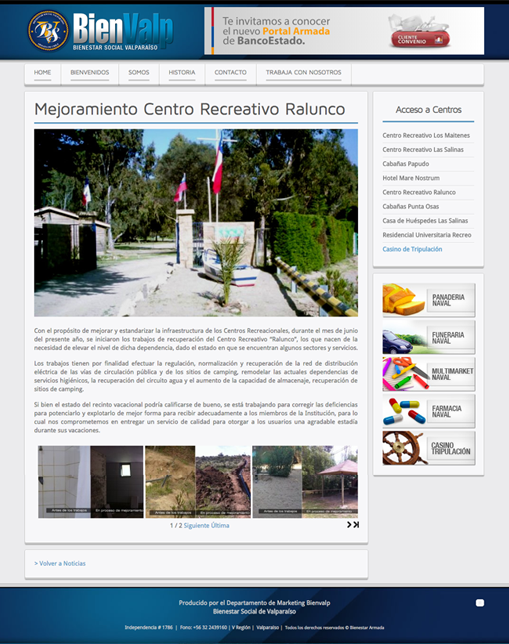 BienValp
BIENESTAR SOCIAL VALPARAÍSO
Te invitamos a conocer
el nuevo Portal Armada
de BancoEstado.
CLIENTE
CONVENIO
HOME
BIENVENIDOS
SOMOS
HISTORIA
CONTACTO
TRABAJA CON NOSOTROS
Mejoramiento Centro Recreativo Ralunco
Con el propósito de mejorar y estandarizar la infraestructura de los Centros Recreacionales, durante el mes de junio
del presente año, se iniciaron los trabajos de recuperación del Centro Recreativo "Ralunco", los que nacen de la
necesidad de elevar el nivel de dicha dependencia, dado el estado en que se encuentran algunos sectores y servicios.
Los trabajos tienen por finalidad efectuar la regulación, normalización y recuperación de la red de distribución
eléctrica de las vías de circulación pública y de los sitios de camping, remodelar las actuales dependencias de
servicios higiénicos, la recuperación del circuito agua y el aumento de la capacidad de almacenaje, recuperación de
sitios de camping.
Si bien el estado del recinto vacacional podría calificarse de bueno, se está trabajando para corregir las deficiencias
para potenciarlo y explotarlo de mejor forma para recibir adecuadamente a los miembros de la Institución, para lo
cual nos comprometemos en entregar un servicio de calidad para otorgar a los usuarios una agradable estadía
durante sus vacaciones.
Antes de los trabajos
En proceso de mejoramiento
Antes de los trabajos
En proceso de mejoramiento
Antes de los trabajos
En proceso de mejoramiento
1 / 2 Siguiente Última
> Volver a Noticias
Acceso a Centros
Centro Recreativo Los Maitenes
Centro Recreativo Las Salinas
Cabañas Papudo
Hotel Mare Nostrum
Centro Recreativo Ralunco
Cabañas Punta Osas
Casa de Huéspedes Las Salinas
Residencial Universitaria Recreo
Casino de Tripulación
PANADERIA
NAVAL
FUNERARIA
NAVAL
MULTIMARKET
NAVAL
FARMACIA
NAVAL
CASINO
TRIPULACIÓN
Producido por el Departamento de Marketing Bienvalp
Bienestar Social de Valparaíso
Independencia # 1786 | Fono: +56 32 2439160 | V Región | Valparaíso | Todos los derechos reservados © Bienestar Armada